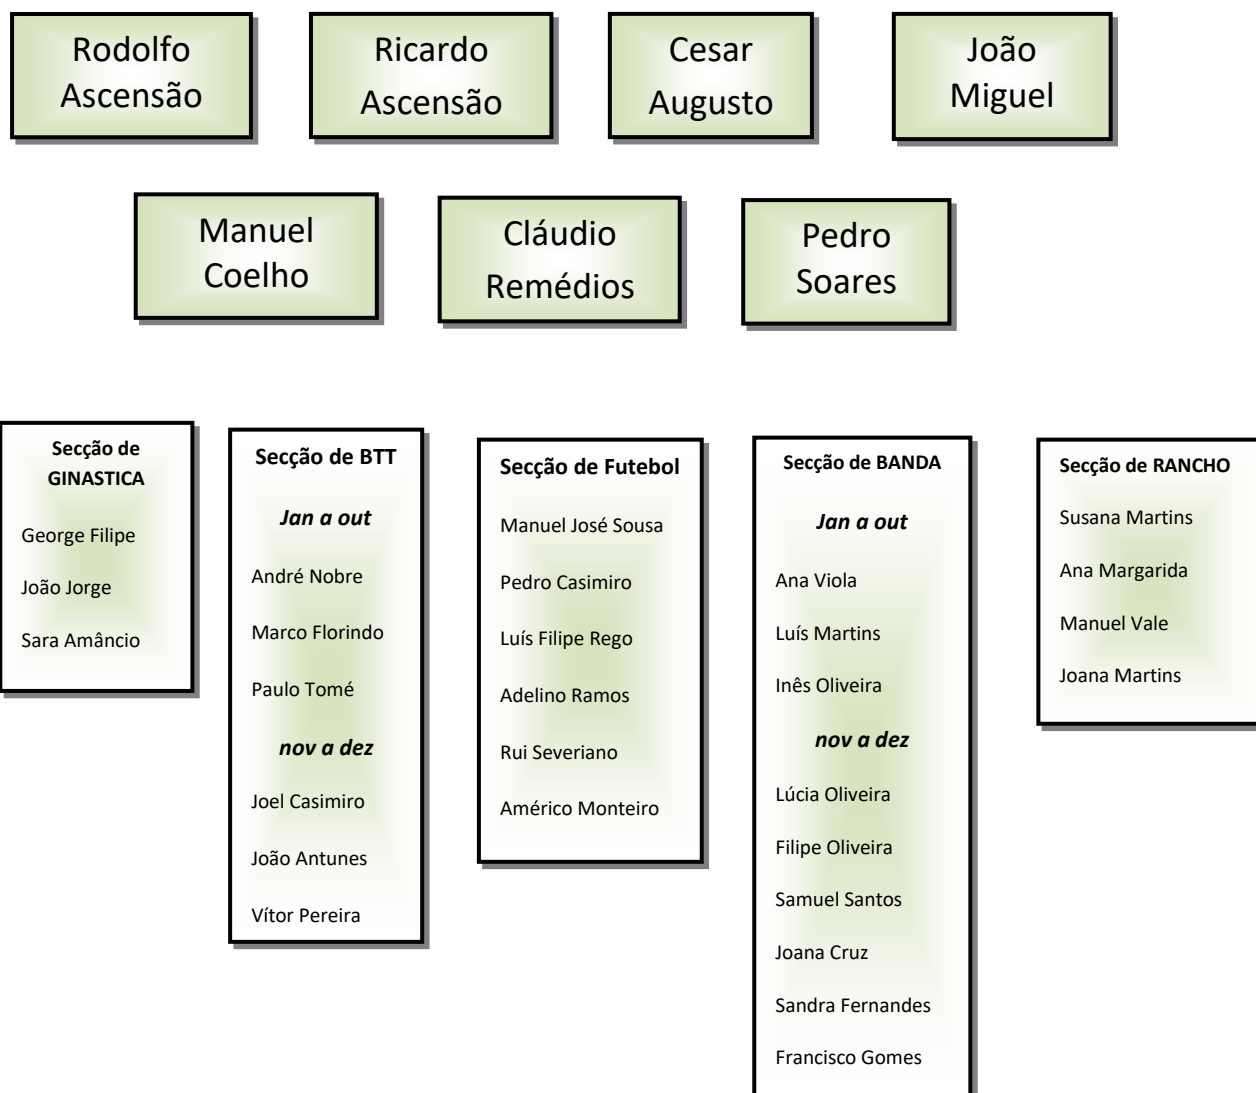 Rodolfo
Ascensão
Ricardo
Ascensão
Cesar
Augusto
João
Miguel
Manuel
Coelho
Cláudio
Remédios
Pedro
Soares
Secção de
GINASTICA
George Filipe
João Jorge
Sara Amâncio
Secção de BTT
Jan a out
André Nobre
Marco Florindo
Paulo Tomé
nov a dez
Joel Casimiro
João Antunes
Vítor Pereira
Secção de Futebol
Manuel José Sousa
Pedro Casimiro
Luís Filipe Rego
Adelino Ramos
Rui Severiano
Américo Monteiro
Secção de BANDA
Jan a out
Ana Viola
Luís Martins
Inês Oliveira
nov a dez
Lúcia Oliveira
Filipe Oliveira
Samuel Santos
Joana Cruz
Sandra Fernandes
Francisco Gomes
Secção de RANCHO
Susana Martins
Ana Margarida
Manuel Vale
Joana Martins